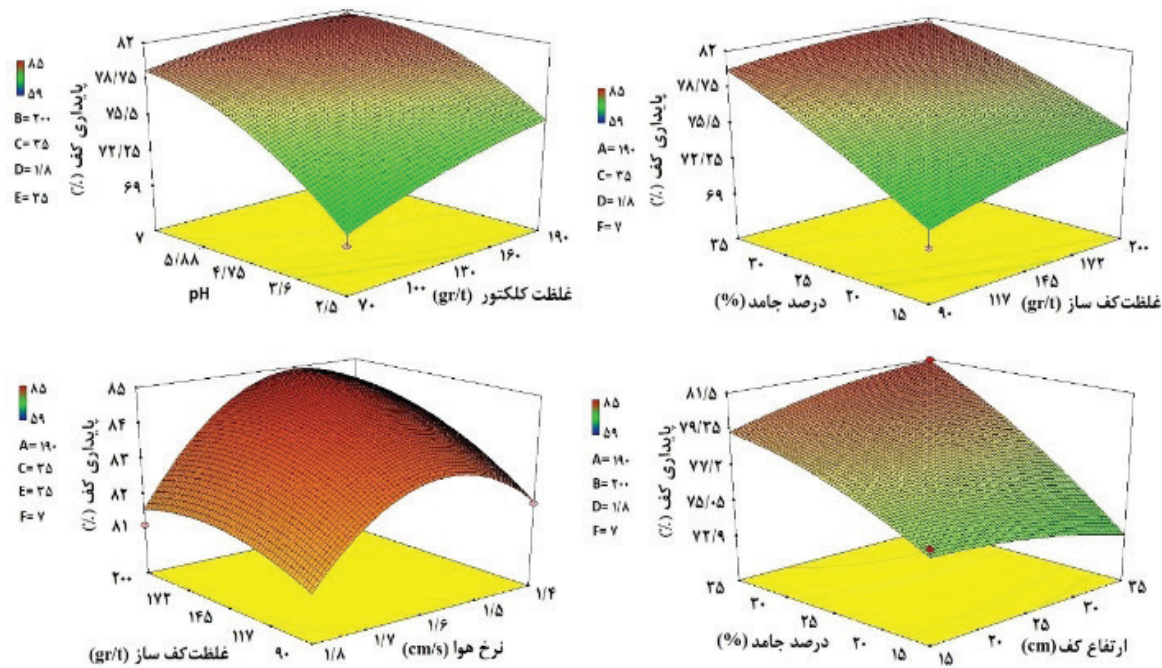 ۸۲
۷۸/۷۵
۷۵/۵
۷۲/۲۵
۶۹
پایداری کف (٪)
۸۵
۵۹
B= ۲۰۰
C= ۳۵
D= ۱/۸
E= ۳۵
۷
۵/۸۸
۴/۷۵
۳/۶
۲/۵
pH
۷۰
۱۰۰
۱۳۰
۱۶۰
۱۹۰
غلظت کلکتور (gr/t)
۸۲
۷۸/۷۵
۷۵/۵
۷۲/۲۵
۶۹
پایداری کف (٪)
۸۵
۵۹
A= ۱۹۰
C= ۳۵
D= ۱/۸
F= ۷
۳۵
۳۰
۲۵
۲۰
۱۵
درصد جامد (%)
۹۰
۱۱۷
۱۴۵
۱۷۲
۲۰۰
غلظت کف ساز (gr/t)
۸۵
۸۴
۸۳
۸۲
۸۱
پایداری کف (٪)
۸۵
۵۹
A= ۱۹۰
C= ۳۵
E= ۳۵
F= ۷
۲۰۰
۱۷۲
۱۴۵
۱۱۷
۹۰
غلظت کف ساز (gr/t)
۱/۸
۱/۷
۱/۶
۱/۵
۱/۴
نرخ هوا (cm/s)
۸۱/۵
۷۹/۳۵
۷۷/۲
۷۵/۰۵
۷۲/۹
پایداری کف (٪)
۸۵
۵۹
A= ۱۹۰
B= ۲۰۰
D= ۱/۸
F= ۷
۳۵
۳۰
۲۵
۲۰
۱۵
درصد جامد (%)
۱۵
۲۰
۲۵
۳۰
۳۵
ارتفاع کف (cm)